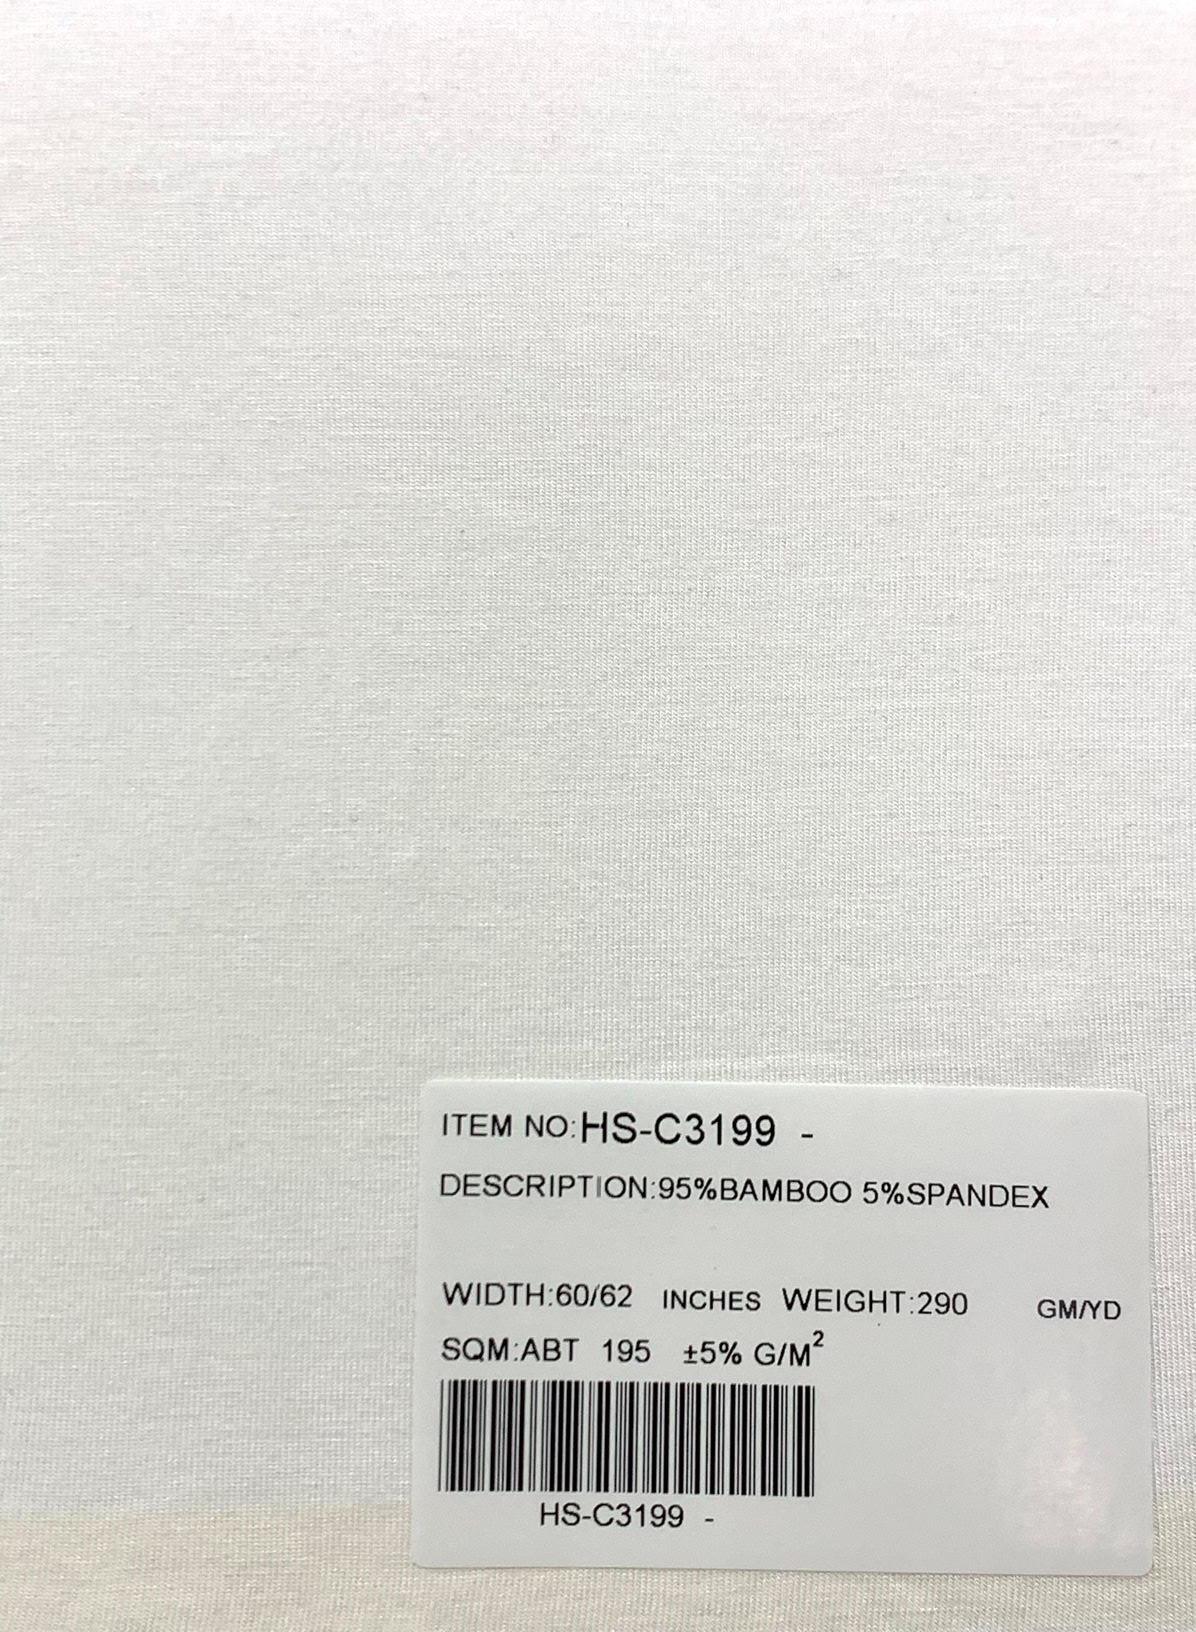 ITEM NO:HS-C3199 -
DESCRIPTION:95%BAMBOO 5%SPANDEX
WIDTH:60/62 INCHES WEIGHT:290 GM/YD
SQM:ABT 195 ±5% G/M²
HS-C3199 -